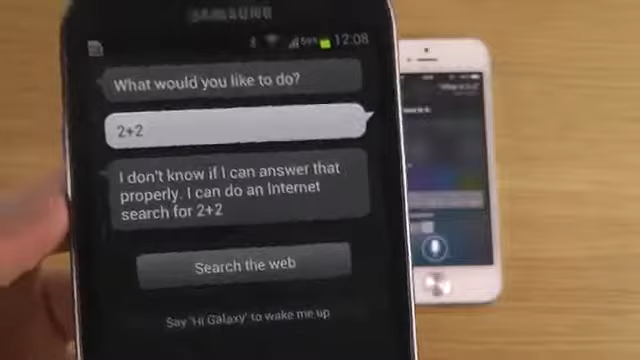 SAMSUNG
59% 12:08
What would you like to do?
2+2
I don't know if I can answer that
properly. I can do an Internet
search for 2+2
Search the web
Say 'Hi Galaxy' to wake me up